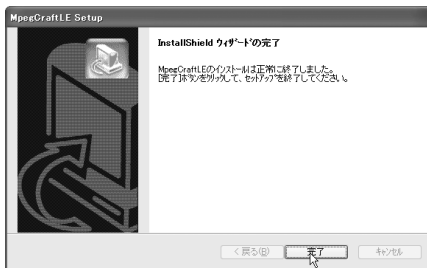 MpegCraftLE Setup
InstallShield ウィザードの完了
MpegCraftLEのインストールは正常に終了しました。
[完了]ボタンをクリックして、セットアップを終了してください。
< 戻る(B)
完了
キャンセル